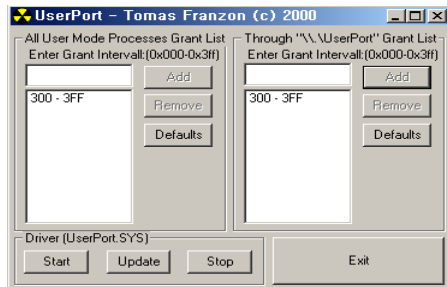 UserPort - Tomas Franzon (c) 2000
All User Mode Processes Grant List
Enter Grant Intervall:(0x000-0x3ff)
Add
300 - 3FF
Remove
Defaults
Through "\\.\UserPort" Grant List
Enter Grant Intervall:(0x000-0x3ff)
Add
300 - 3FF
Remove
Defaults
Driver (UserPort.SYS)
Start
Update
Stop
Exit